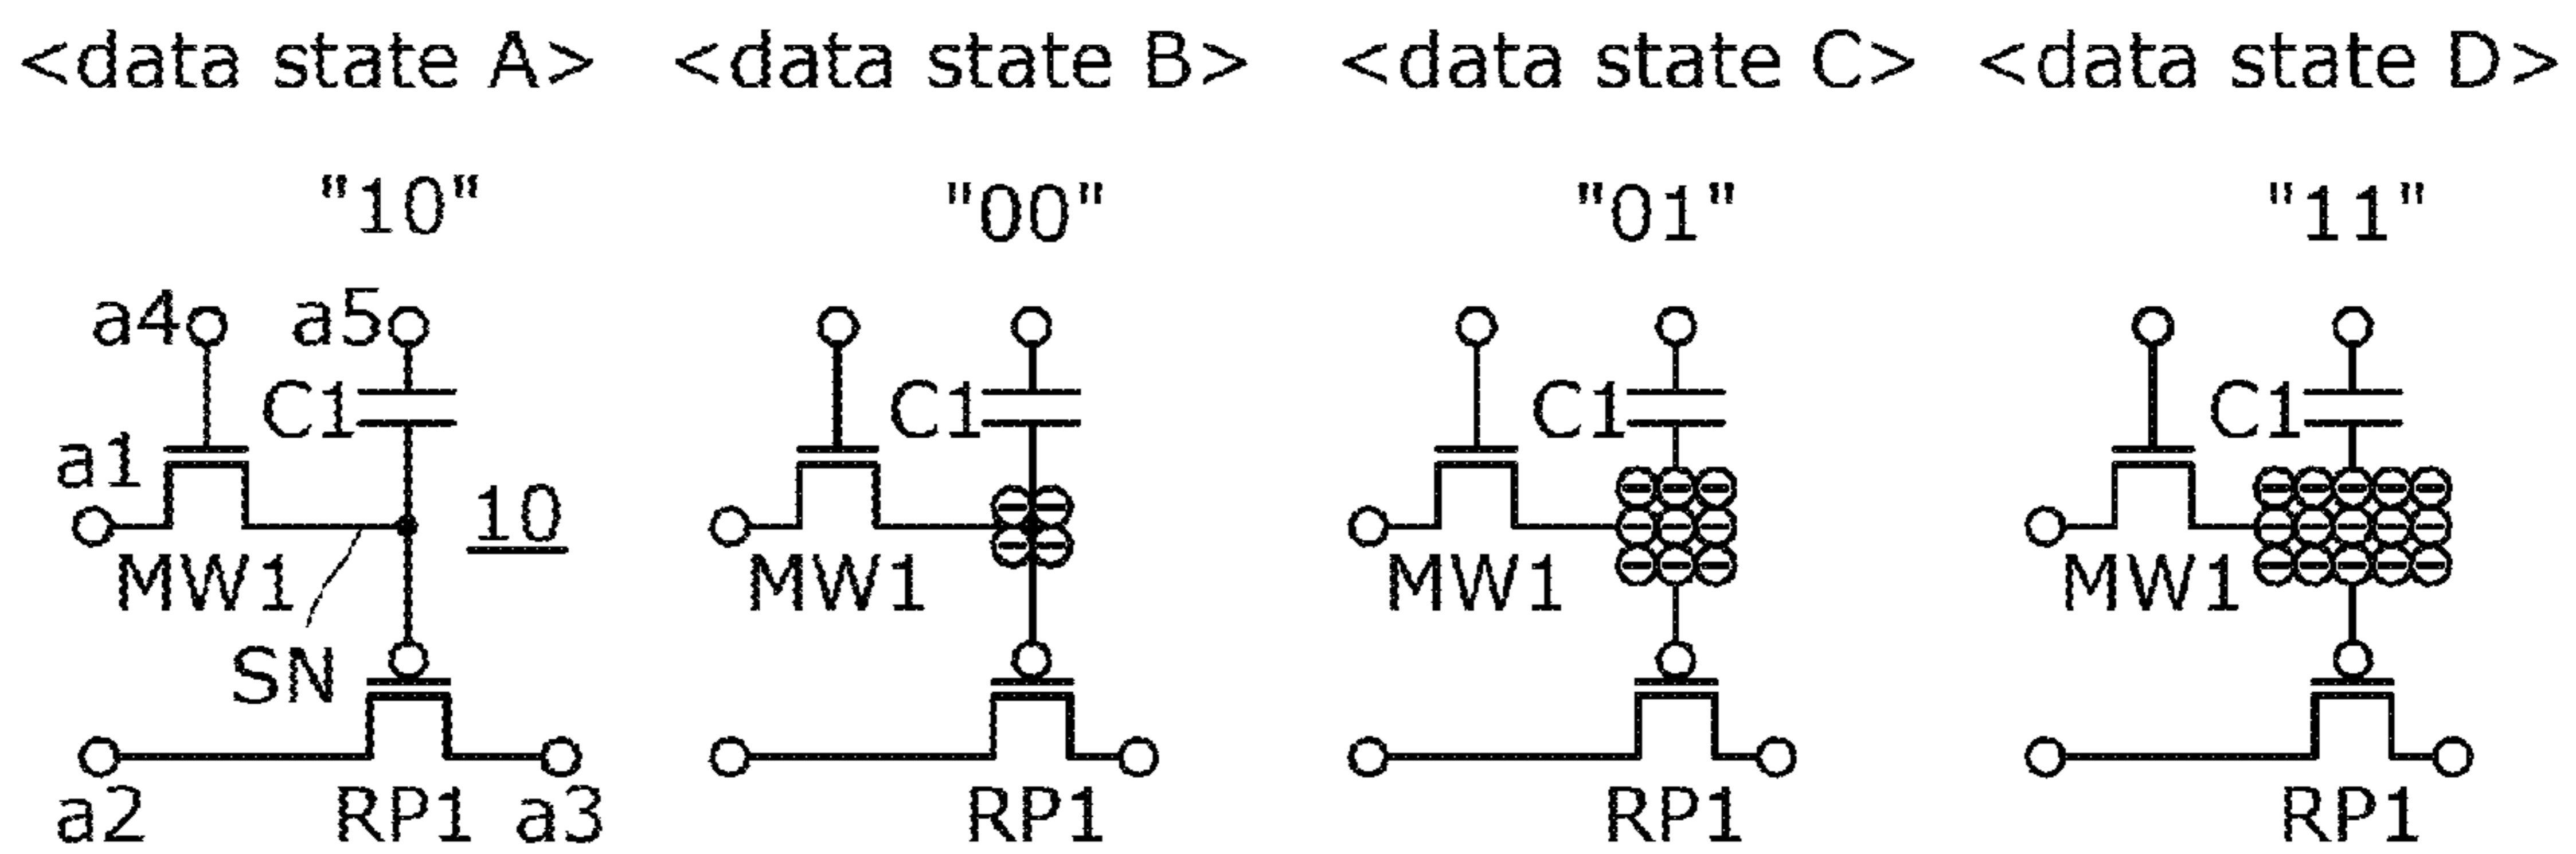 <data state A> <data state B> <data state C> <data state D>
"10" "00" "01" "11"
a4 a5
C1 C1 C1 C1
a1
10
MW1 MW1 MW1 MW1
SN
a2 RP1 a3 RP1 RP1 RP1